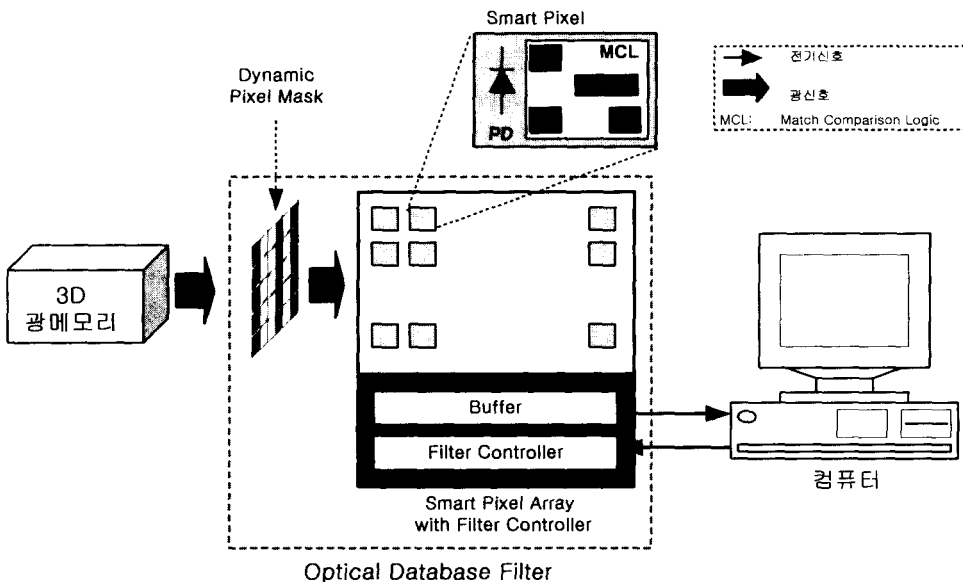 Smart Pixel
MCL
PD
전기신호
광신호
MCL: Match Comparison Logic
Dynamic
Pixel Mask
3D
광메모리
Buffer
Filter Controller
Smart Pixel Array
with Filter Controller
컴퓨터
Optical Database Filter